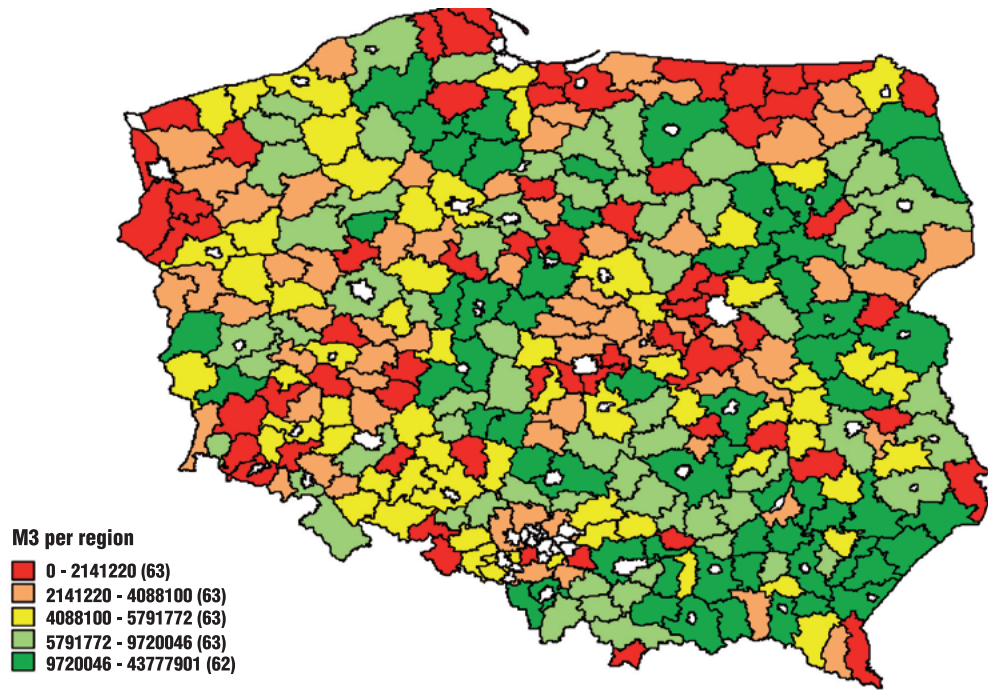 M3 per region
0 - 2141220 (63)
2141220 - 4088100 (63)
4088100 - 5791772 (63)
5791772 - 9720046 (63)
9720046 - 43777901 (62)